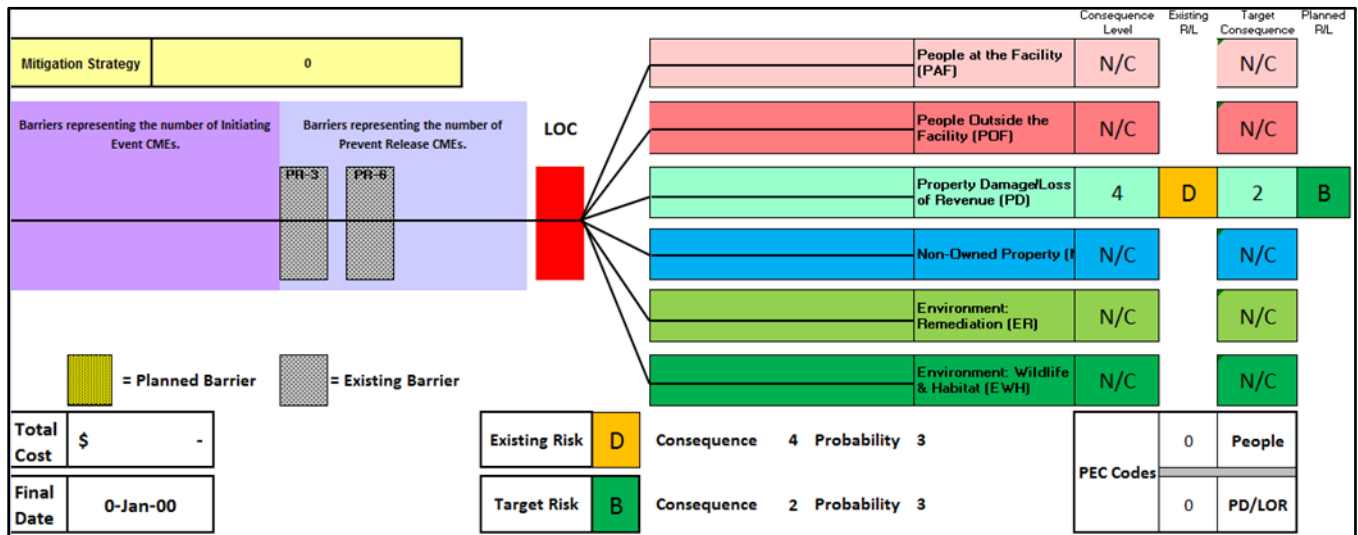 Consequence Level
Existing R/L
Target Consequence
Planned R/L
Mitigation Strategy
0
People at the Facility
(PAF)
N/C
N/C
Barriers representing the number of Initiating
Event CMEs.
Barriers representing the number of
Prevent Release CMEs.
LOC
People Outside the
Facility (POF)
N/C
N/C
PR-3
PR-6
Property Damage/Loss
of Revenue (PD)
4
D
2
B
Non-Owned Property (
N/C
N/C
Environment:
Remediation (ER)
N/C
N/C
= Planned Barrier
= Existing Barrier
Environment: Wildlife
& Habitat (EWH)
N/C
N/C
Total
Cost
$ -
Existing Risk
D
Consequence 4 Probability 3
PEC Codes
0
People
Final
Date
0-Jan-00
Target Risk
B
Consequence 2 Probability 3
0
PD/LOR